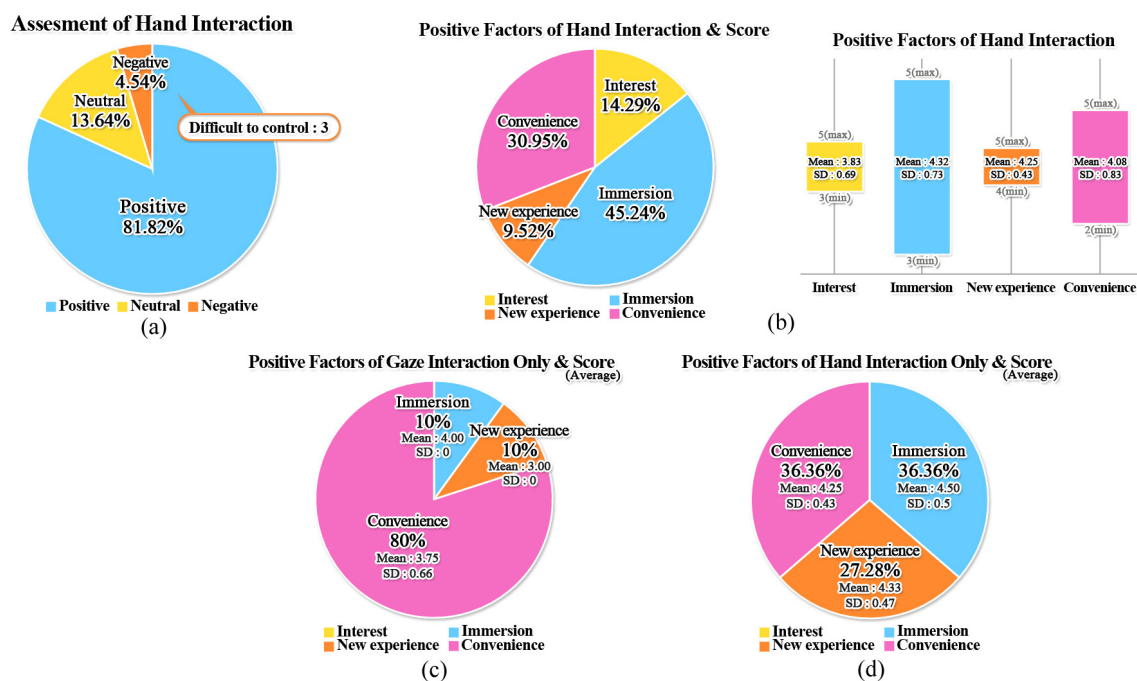 Assesment of Hand Interaction
Negative
4.54%
Neutral
13.64%
Difficult to control : 3
Positive
81.82%
Positive Neutral Negative
(a)
Positive Factors of Hand Interaction & Score
Interest
14.29%
Convenience
30.95%
Immersion
45.24%
New experience
9.52%
Interest Immersion
New experience Convenience
Positive Factors of Hand Interaction
5(max)
Mean : 3.83
SD : 0.69
3(min)
Interest
5(max)
Mean : 4.32
SD : 0.73
3(min)
Immersion
5(max)
Mean : 4.25
SD : 0.43
4(min)
New experience
5(max)
Mean : 4.08
SD : 0.83
2(min)
Convenience
(b)
Positive Factors of Gaze Interaction Only & Score
(Average)
Immersion
10%
Mean : 4.00
SD : 0
New experience
10%
Mean : 3.00
SD : 0
Convenience
80%
Mean : 3.75
SD : 0.66
Interest Immersion
New experience Convenience
(c)
Positive Factors of Hand Interaction Only & Score
(Average)
Convenience
36.36%
Mean : 4.25
SD : 0.43
Immersion
36.36%
Mean : 4.50
SD : 0.5
New experience
27.28%
Mean : 4.33
SD : 0.47
Interest Immersion
New experience Convenience
(d)